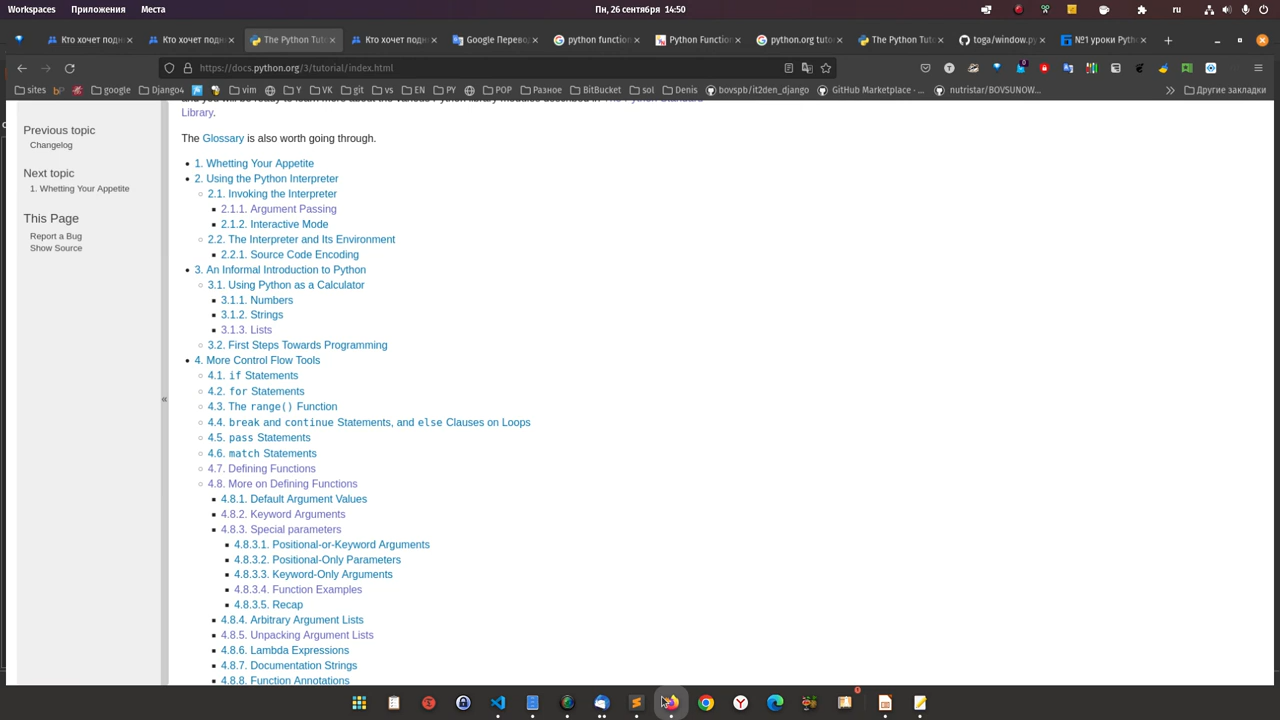 Workspaces Приложения Места Пн, 26 сентября 14:50 ru
Кто хочет подн Кто хочет подн The Python Tut Кто хочет подн Google Перево python function Python Function python.org tuto The Python Tut toga/window.py №1 уроки Pytho
https://docs.python.org/3/tutorial/index.html
sites google Django4 vim Y VK git vs EN PY POP Разное BitBucket sol Denis bovspb/it2den_django GitHub Marketplace · ... nutristar/BOVSUNOW... Другие закладки
Library.
The Glossary is also worth going through.
Previous topic
Changelog
Next topic
1. Whetting Your Appetite
This Page
Report a Bug
Show Source
«
1. Whetting Your Appetite
2. Using the Python Interpreter
2.1. Invoking the Interpreter
2.1.1. Argument Passing
2.1.2. Interactive Mode
2.2. The Interpreter and Its Environment
2.2.1. Source Code Encoding
3. An Informal Introduction to Python
3.1. Using Python as a Calculator
3.1.1. Numbers
3.1.2. Strings
3.1.3. Lists
3.2. First Steps Towards Programming
4. More Control Flow Tools
4.1. if Statements
4.2. for Statements
4.3. The range() Function
4.4. break and continue Statements, and else Clauses on Loops
4.5. pass Statements
4.6. match Statements
4.7. Defining Functions
4.8. More on Defining Functions
4.8.1. Default Argument Values
4.8.2. Keyword Arguments
4.8.3. Special parameters
4.8.3.1. Positional-or-Keyword Arguments
4.8.3.2. Positional-Only Parameters
4.8.3.3. Keyword-Only Arguments
4.8.3.4. Function Examples
4.8.3.5. Recap
4.8.4. Arbitrary Argument Lists
4.8.5. Unpacking Argument Lists
4.8.6. Lambda Expressions
4.8.7. Documentation Strings
4.8.8. Function Annotations